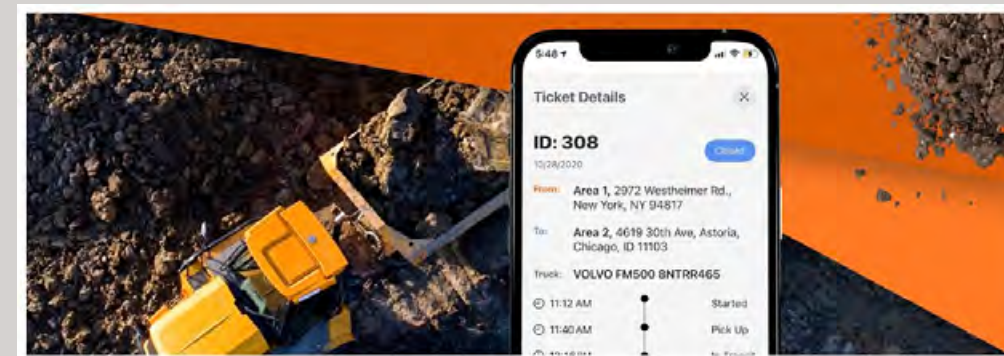 5:48
Ticket Details
ID: 308
Closed
10/28/2020
From: Area 1, 2972 Westheimer Rd.,
New York, NY 94817
To: Area 2, 4619 30th Ave, Astoria,
Chicago, ID 11103
Truck: VOLVO FM500 8NTRR465
11:12 AM Started
11:40 AM Pick Up
In Transit